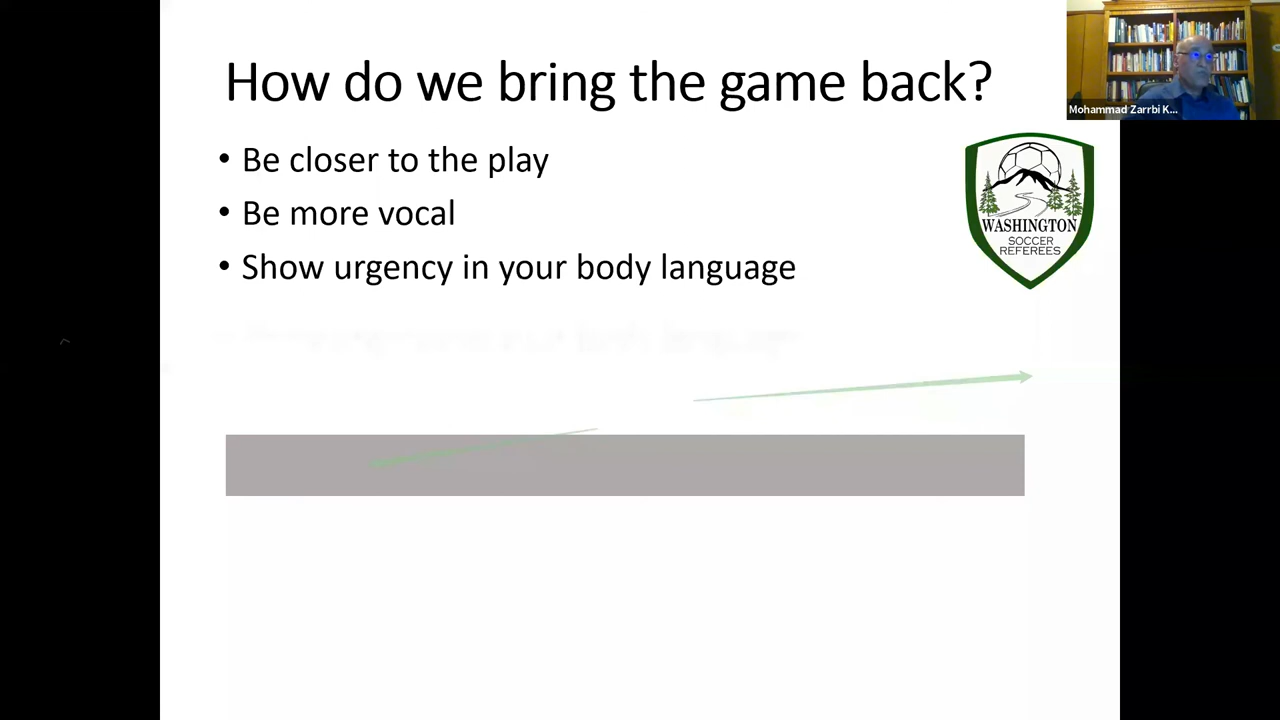 How do we bring the game back?
• Be closer to the play
• Be more vocal
• Show urgency in your body language
Mohammad Zarrbi K...
WASHINGTON
SOCCER
REFEREES